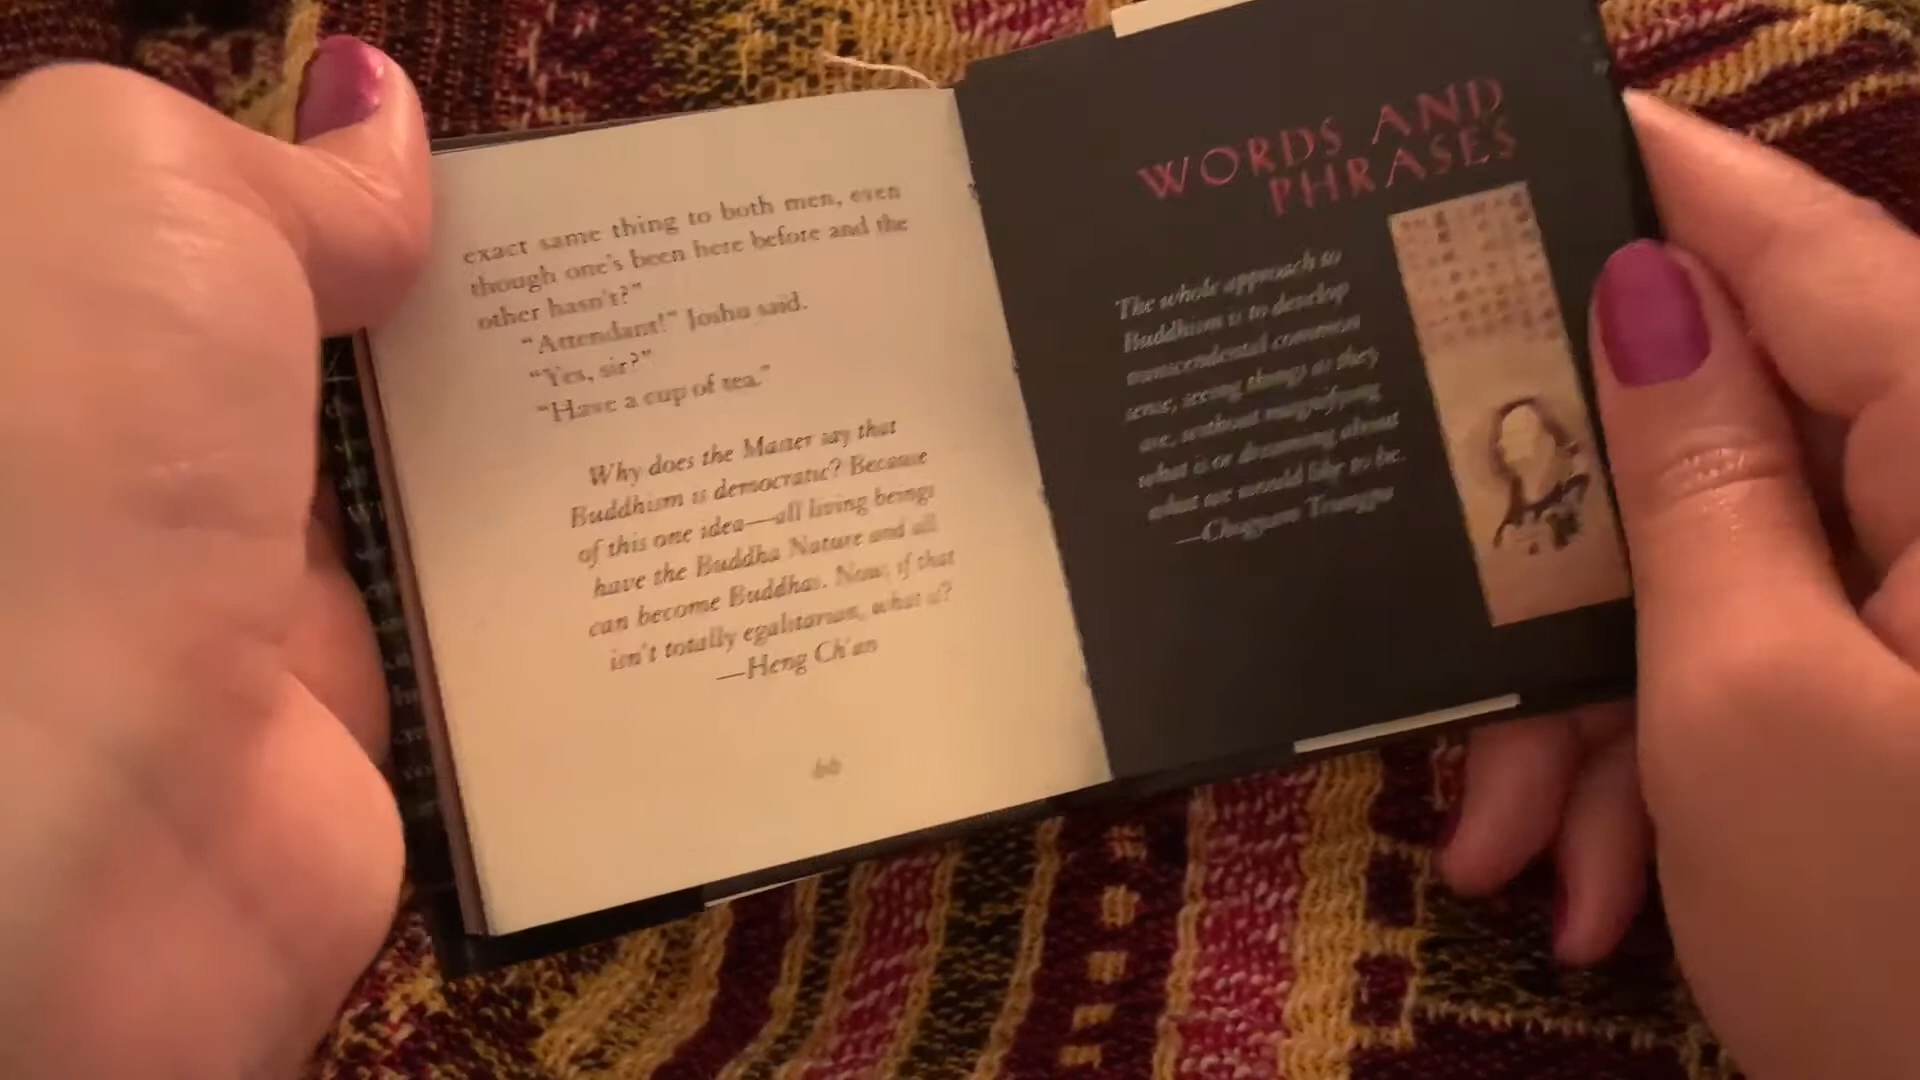 exact same thing to both men, even
though one's been here before and the
other hasn't?"
"Attendant!" Joshu said.
"Yes, sir?"
"Have a cup of tea."
Why does the Master say that
Buddhism is democratic? Because
of this one idea—all living beings
have the Buddha Nature and all
can become Buddhas. Now, if that
isn't totally egalitarian, what is?
—Heng Ch'an
66
WORDS AND
PHRASES
The whole approach to
Buddhism is to develop
transcendental common
sense, seeing things as they
are, without magnifying
what is or dreaming about
what we would like to be.
—Chogyam Trungpa